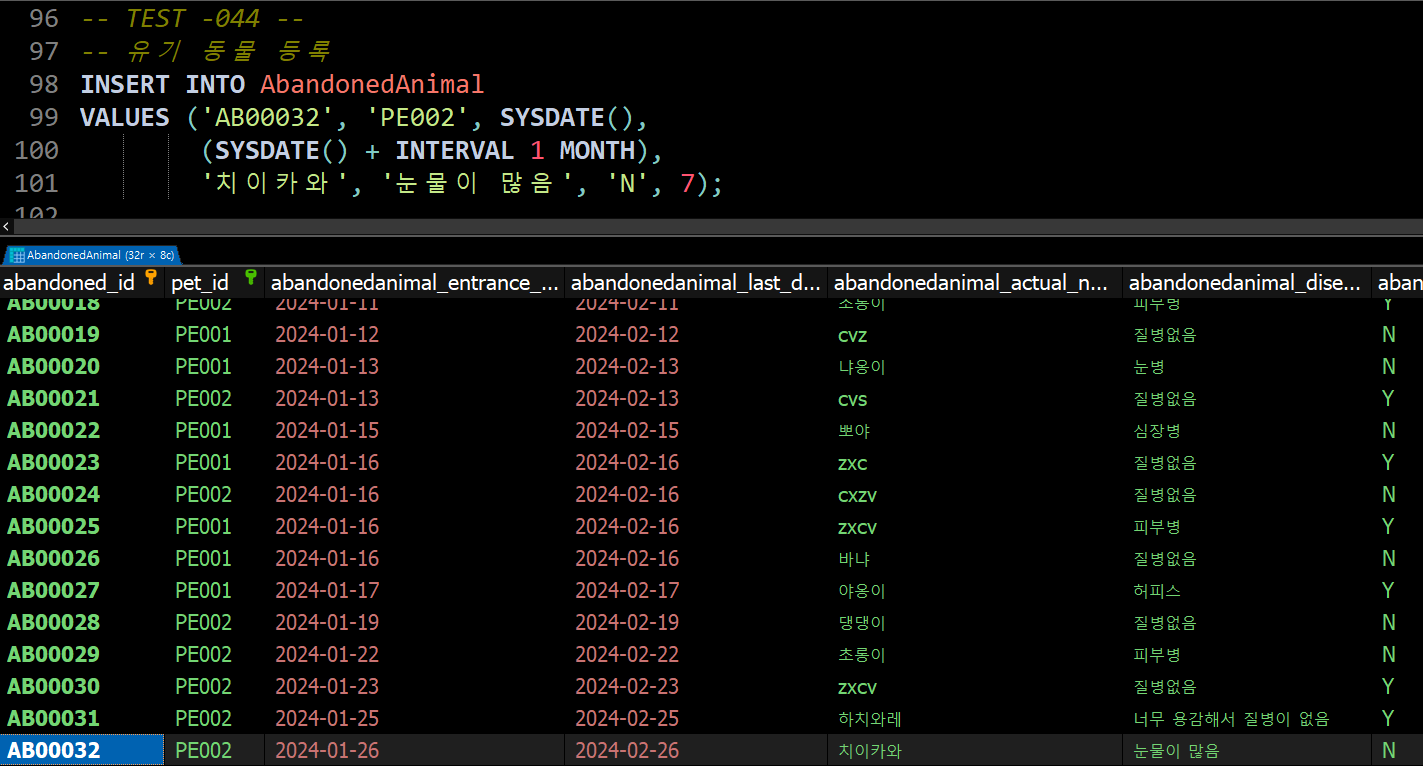 96 -- TEST -044 --
97 -- 유기 동물 등록
98 INSERT INTO AbandonedAnimal
99 VALUES ('AB00032', 'PE002', SYSDATE(),
100 (SYSDATE() + INTERVAL 1 MONTH),
101 '치이카와', '눈물이 많음', 'N', 7);
102
AbandonedAnimal (32r × 8c)
abandoned_id pet_id abandonedanimal_entrance_... abandonedanimal_last_d... abandonedanimal_actual_n... abandonedanimal_dise... aban
AB00018 PE002 2024-01-11 2024-02-11 초롱이 피부병 Y
AB00019 PE001 2024-01-12 2024-02-12 cvz 질병없음 N
AB00020 PE001 2024-01-13 2024-02-13 냐옹이 눈병 N
AB00021 PE002 2024-01-13 2024-02-13 cvs 질병없음 Y
AB00022 PE001 2024-01-15 2024-02-15 뽀야 심장병 N
AB00023 PE001 2024-01-16 2024-02-16 zxc 질병없음 Y
AB00024 PE002 2024-01-16 2024-02-16 cxzv 질병없음 N
AB00025 PE001 2024-01-16 2024-02-16 zxcv 피부병 Y
AB00026 PE001 2024-01-16 2024-02-16 바냐 질병없음 N
AB00027 PE001 2024-01-17 2024-02-17 야옹이 허피스 Y
AB00028 PE002 2024-01-19 2024-02-19 댕댕이 질병없음 N
AB00029 PE002 2024-01-22 2024-02-22 초롱이 피부병 N
AB00030 PE002 2024-01-23 2024-02-23 zxcv 질병없음 Y
AB00031 PE002 2024-01-25 2024-02-25 하치와레 너무 용감해서 질병이 없음 Y
AB00032 PE002 2024-01-26 2024-02-26 치이카와 눈물이 많음 N